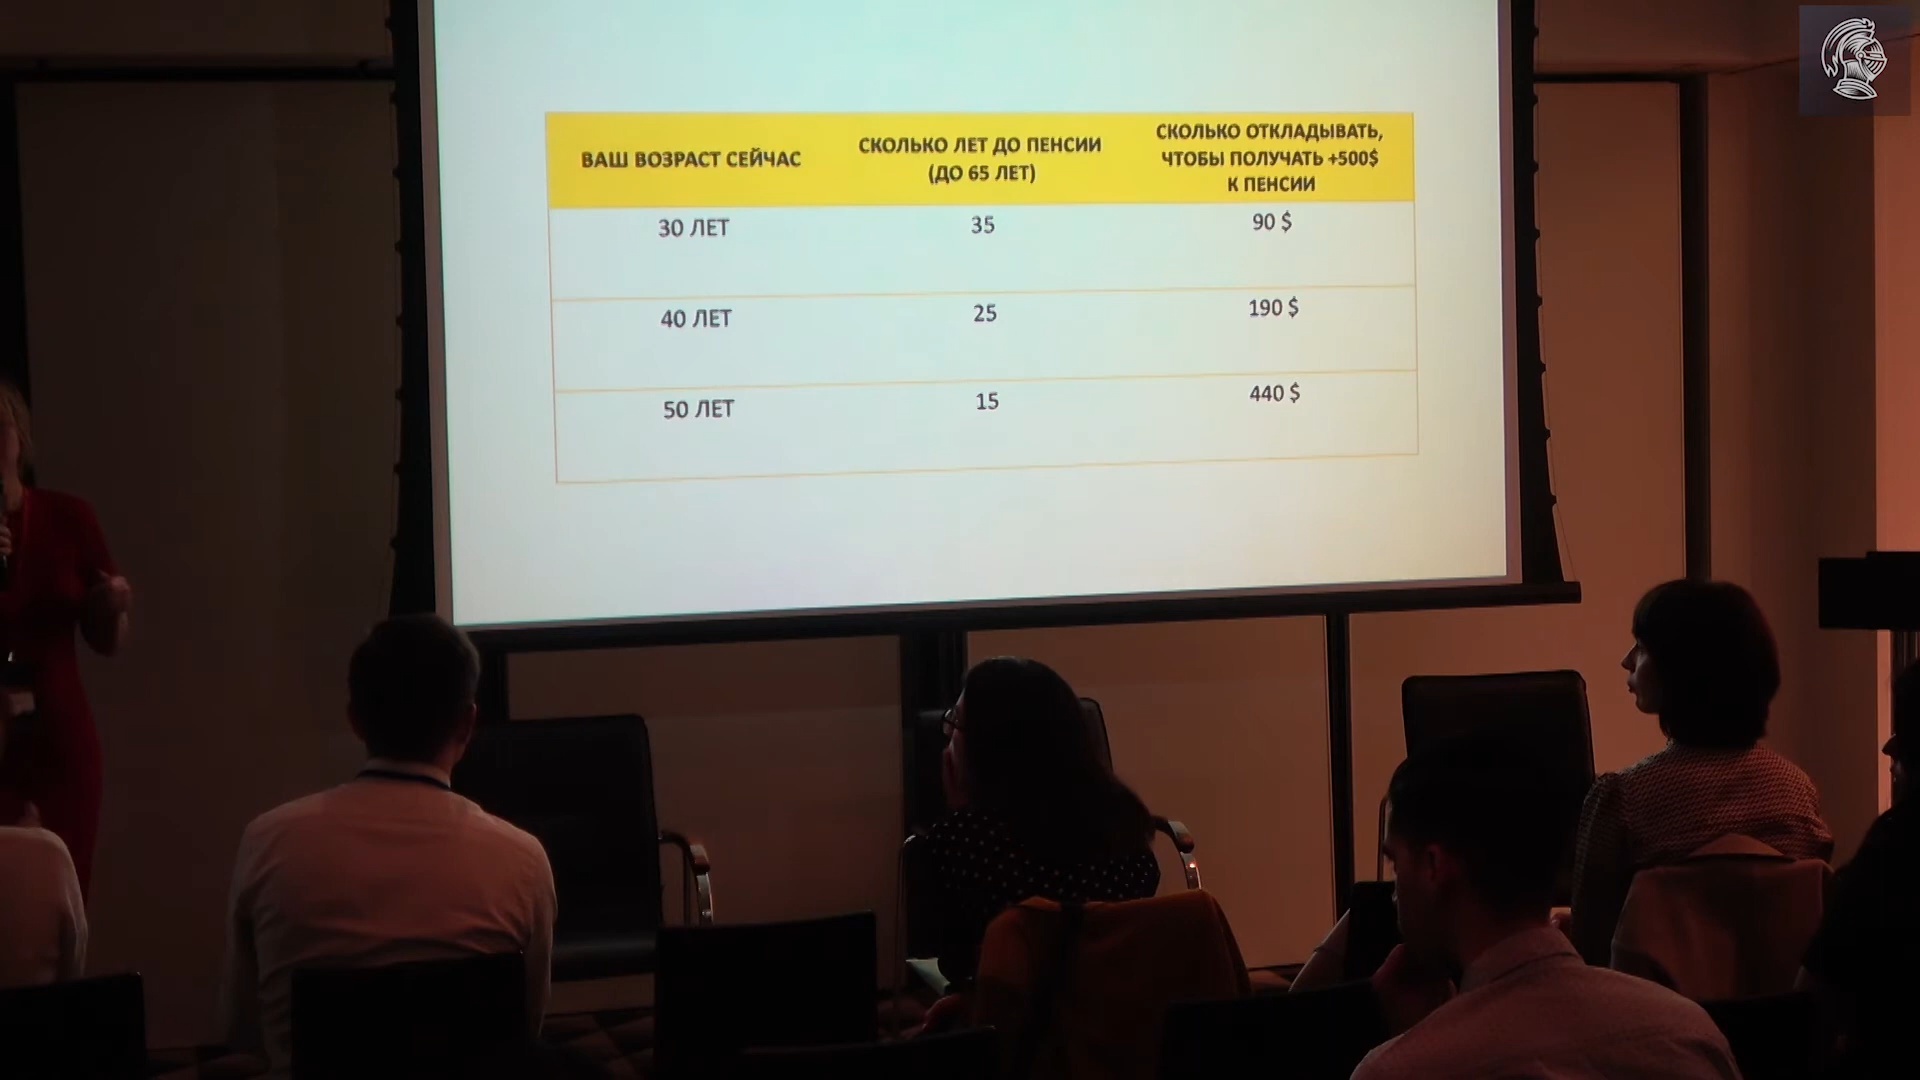 ВАШ ВОЗРАСТ СЕЙЧАС
СКОЛЬКО ЛЕТ ДО ПЕНСИИ
(ДО 65 ЛЕТ)
СКОЛЬКО ОТКЛАДЫВАТЬ,
ЧТОБЫ ПОЛУЧАТЬ +500$
К ПЕНСИИ
30 ЛЕТ 35 90 $
40 ЛЕТ 25 190 $
50 ЛЕТ 15 440 $